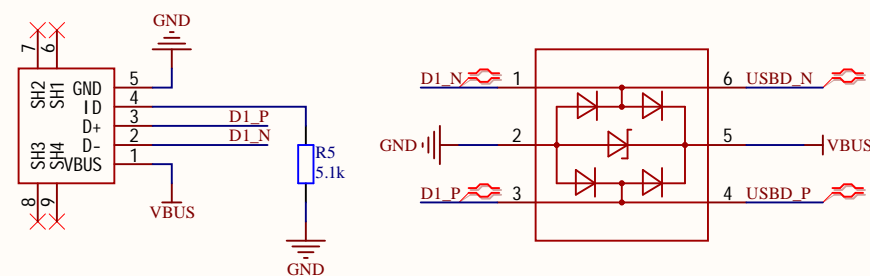 GND
7 6
SH2 SH1
GND 5
ID 4
D+ 3 D1_P
D- 2 D1_N
VBUS 1
SH3 SH4
8 9
VBUS
R5
5.1k
GND
D1_N 1 6 USBD_N
GND 2 5 VBUS
D1_P 3 4 USBD_P